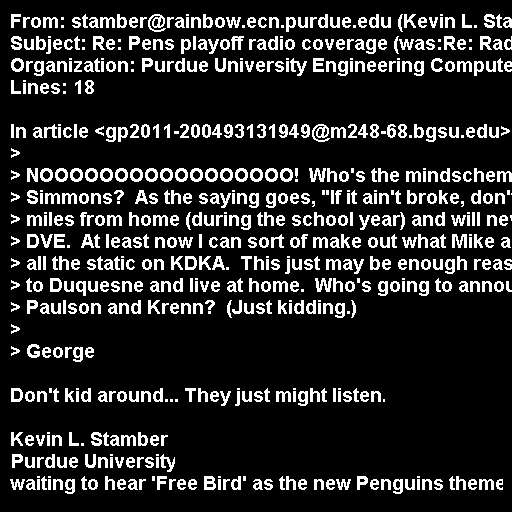 From: stamber@rainbow.ecn.purdue.edu (Kevin L. Sta
Subject: Re: Pens playoff radio coverage (was:Re: Rad
Organization: Purdue University Engineering Compute
Lines: 18

In article <gp2011-200493131949@m248-68.bgsu.edu>
>
> NOOOOOOOOOOOOOOOOO!  Who's the mindschem
> Simmons?  As the saying goes, "If it ain't broke, don't
> miles from home (during the school year) and will nev
> DVE.  At least now I can sort of make out what Mike a
> all the static on KDKA.  This just may be enough reas
> to Duquesne and live at home.  Who's going to annou
> Paulson and Krenn?  (Just kidding.)
>
> George

Don't kid around... They just might listen.

Kevin L. Stamber
Purdue University
waiting to hear 'Free Bird' as the new Penguins theme